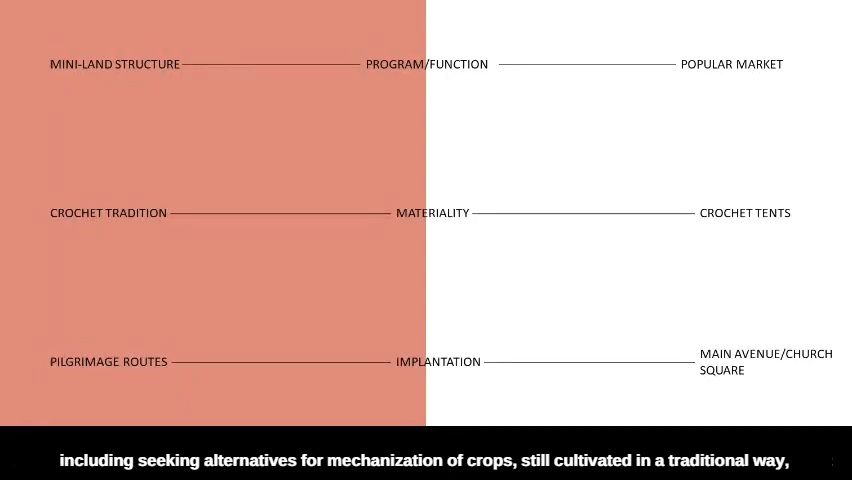 MINI-LAND STRUCTURE PROGRAM/FUNCTION POPULAR MARKET
CROCHET TRADITION MATERIALITY CROCHET TENTS
PILGRIMAGE ROUTES IMPLANTATION MAIN AVENUE/CHURCH
SQUARE
including seeking alternatives for mechanization of crops, still cultivated in a traditional way,